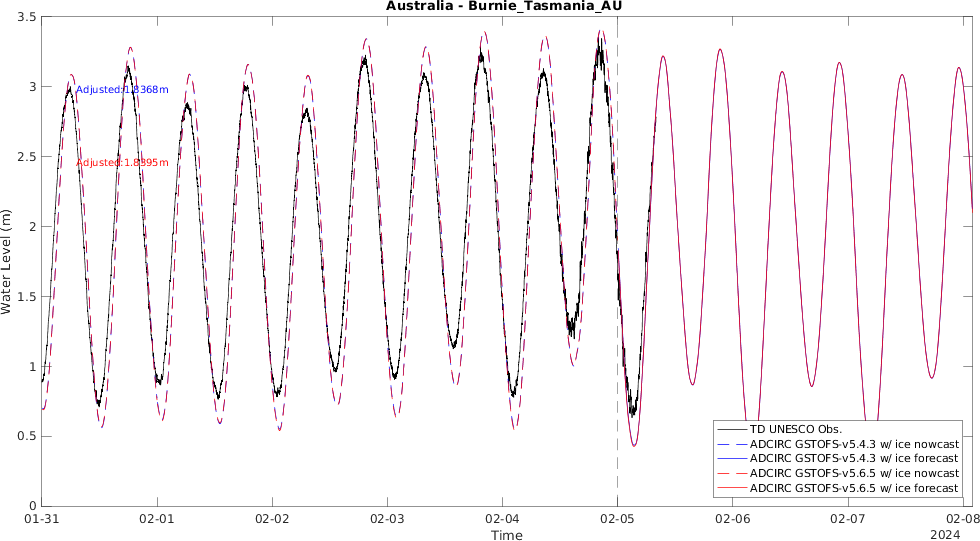 Australia - Burnie_Tasmania_AU
3.5
3
2.5
2
1.5
1
0.5
0
Water Level (m)
Adjusted:1.8368m
Adjusted:1.8395m
TD UNESCO Obs.
ADCIRC GSTOFS-v5.4.3 w/ ice nowcast
ADCIRC GSTOFS-v5.4.3 w/ ice forecast
ADCIRC GSTOFS-v5.6.5 w/ ice nowcast
ADCIRC GSTOFS-v5.6.5 w/ ice forecast
01-31 02-01 02-02 02-03 02-04 02-05 02-06 02-07 02-08
Time
2024